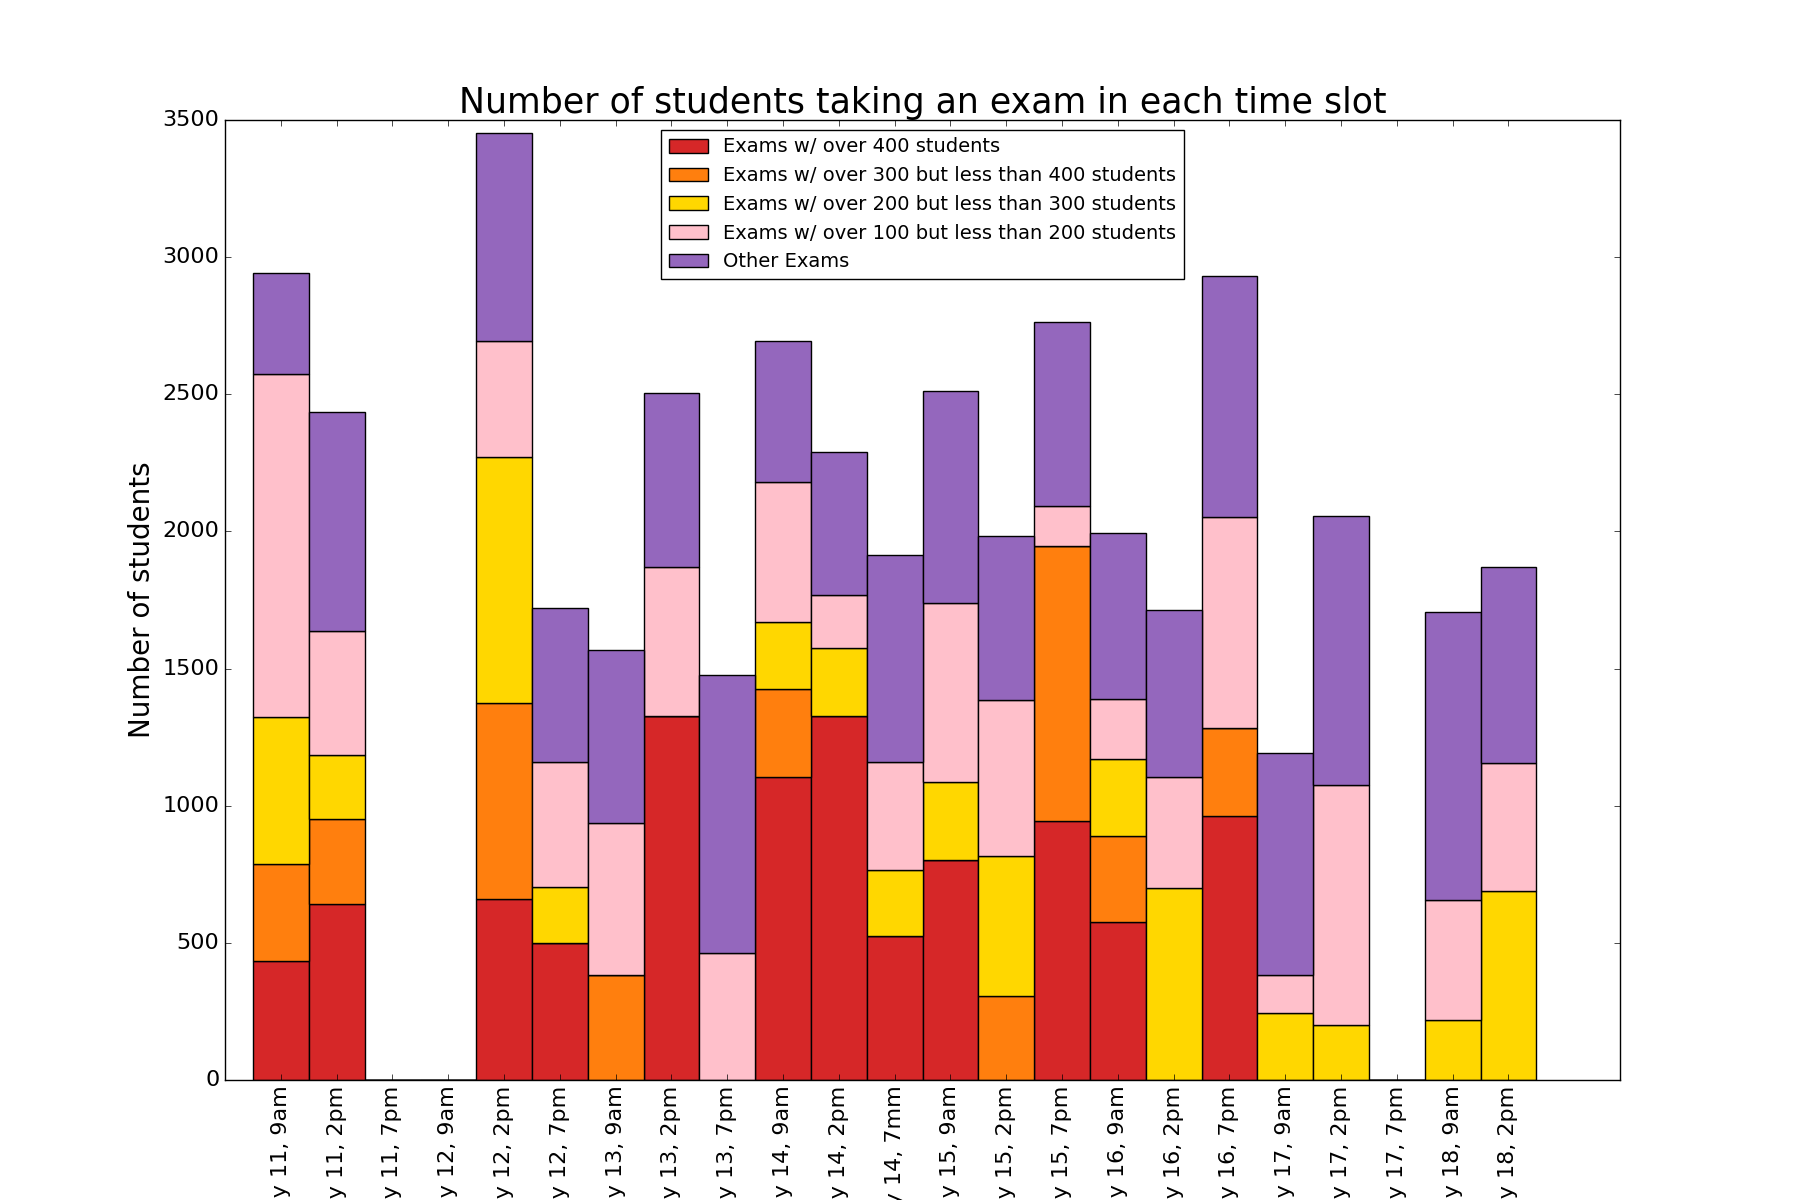 Number of students taking an exam in each time slot
Exams w/ over 400 students
Exams w/ over 300 but less than 400 students
Exams w/ over 200 but less than 300 students
Exams w/ over 100 but less than 200 students
Other Exams
Number of students
3500
3000
2500
2000
1500
1000
500
0
y 11, 9am
y 11, 2pm
y 11, 7pm
y 12, 9am
y 12, 2pm
y 12, 7pm
y 13, 9am
y 13, 2pm
y 13, 7pm
y 14, 9am
y 14, 2pm
y 14, 7mm
y 15, 9am
y 15, 2pm
y 15, 7pm
y 16, 9am
y 16, 2pm
y 16, 7pm
y 17, 9am
y 17, 2pm
y 17, 7pm
y 18, 9am
y 18, 2pm